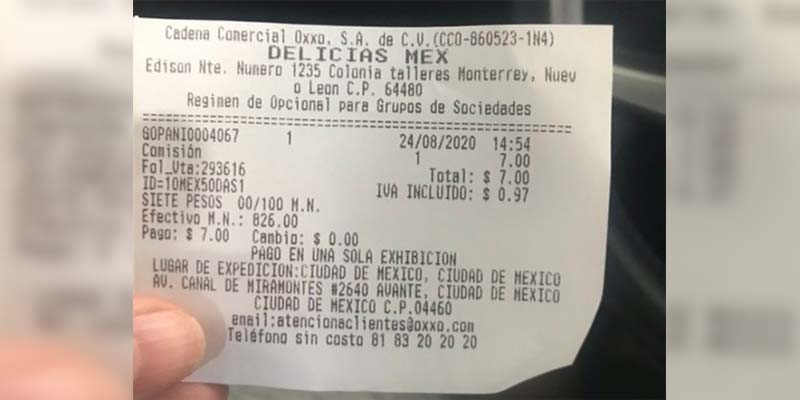 Cadena Comercial Oxxo, S.A. de C.V.(CCO-860523-1N4)
DELICIAS MEX
Edison Nte. Numero 1235 Colonia talleres Monterrey, Nuev
o Leon C.P. 64480
Regimen de Opcional para Grupos de Sociedades
GOPANI0004067 1 24/08/2020 14:54
Comisión 1 7.00
Fol_Vta:293616 Total: $ 7.00
ID=10MEX50DAS1 IVA INCLUIDO: $ 0.97
SIETE PESOS 00/100 M.N.
Efectivo M.N.: 826.00
Pago: $ 7.00 Cambio: $ 0.00
PAGO EN UNA SOLA EXHIBICION
LUGAR DE EXPEDICION:CIUDAD DE MEXICO, CIUDAD DE MEXICO
AV. CANAL DE MIRAMONTES #2640 AVANTE, CIUDAD DE MEXICO
CIUDAD DE MEXICO C.P.04460
email:atencionaclientes@oxxo.com
Teléfono sin costo 81 83 20 20 20